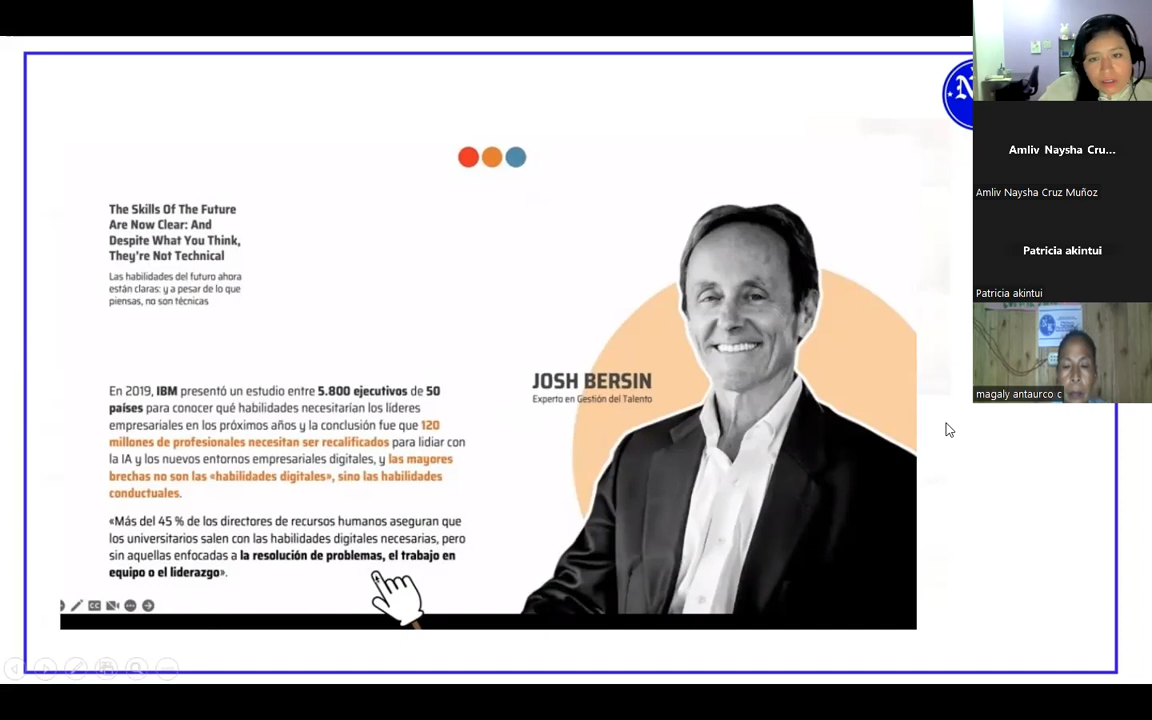 The Skills Of The Future
Are Now Clear: And
Despite What You Think,
They're Not Technical
Las habilidades del futuro ahora
están claras: y a pesar de lo que
piensas, no son técnicas
En 2019, IBM presentó un estudio entre 5.800 ejecutivos de 50
países para conocer qué habilidades necesitarían los líderes
empresariales en los próximos años y la conclusión fue que 120
millones de profesionales necesitan ser recalificados para lidiar con
la IA y los nuevos entornos empresariales digitales, y las mayores
brechas no son las «habilidades digitales», sino las habilidades
conductuales.
«Más del 45 % de los directores de recursos humanos aseguran que
los universitarios salen con las habilidades digitales necesarias, pero
sin aquellas enfocadas a la resolución de problemas, el trabajo en
equipo o el liderazgo».
JOSH BERSIN
Experto en Gestión del Talento
CC
N
Amliv Naysha Cru...
Amliv Naysha Cruz Muñoz
Patricia akintui
Patricia akintui
magaly antaurco c